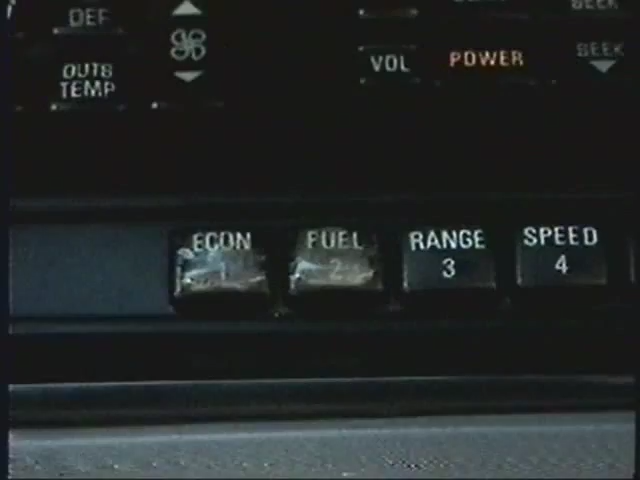 DEF
SEEK
OUTS
TEMP
VOL
POWER
SEEK
ECON
1
FUEL
2
RANGE
3
SPEED
4